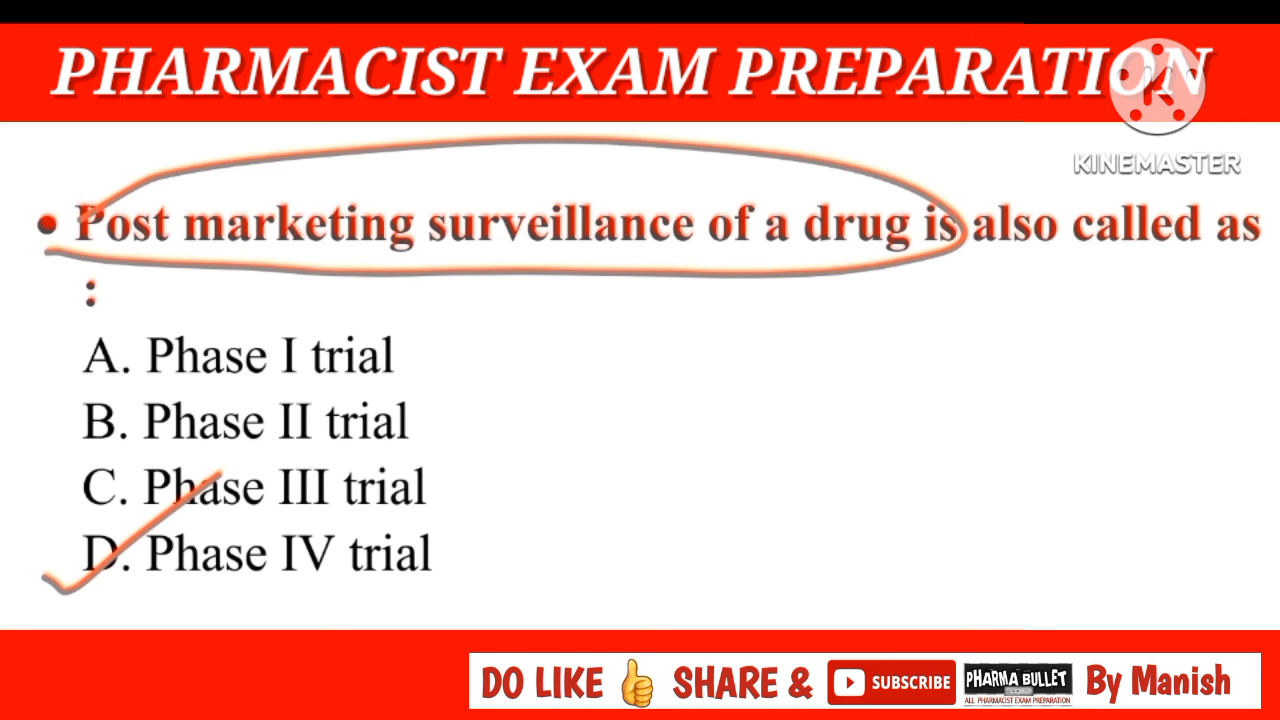 PHARMACIST EXAM PREPARATION
KINEMASTER
• Post marketing surveillance of a drug is also called as
:
A. Phase I trial
B. Phase II trial
C. Phase III trial
D. Phase IV trial
DO LIKE 👍 SHARE & SUBSCRIBE PHARMA BULLET By Manish
ALL PHARMACIST EXAM PREPARATION